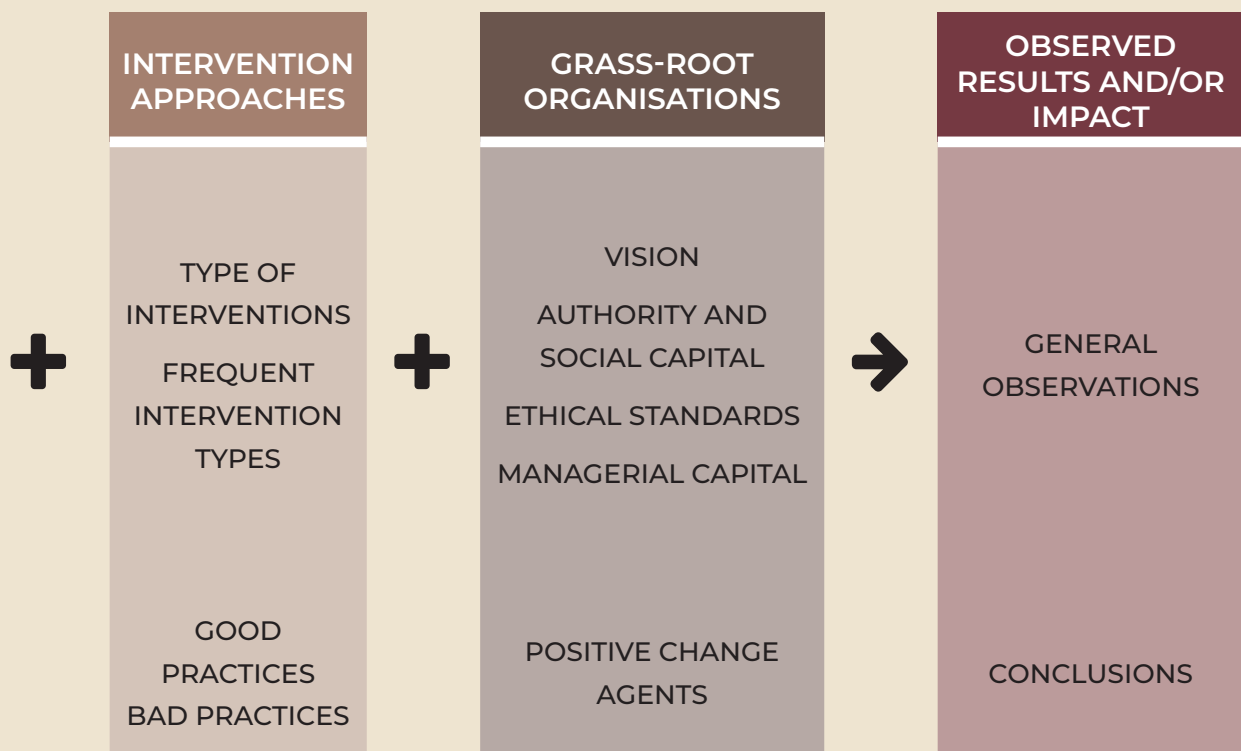 INTERVENTION
APPROACHES
TYPE OF
INTERVENTIONS
FREQUENT
INTERVENTION
TYPES
GOOD
PRACTICES
BAD PRACTICES
GRASS-ROOT
ORGANISATIONS
VISION
AUTHORITY AND
SOCIAL CAPITAL
ETHICAL STANDARDS
MANAGERIAL CAPITAL
POSITIVE CHANGE
AGENTS
OBSERVED
RESULTS AND/OR
IMPACT
GENERAL
OBSERVATIONS
CONCLUSIONS